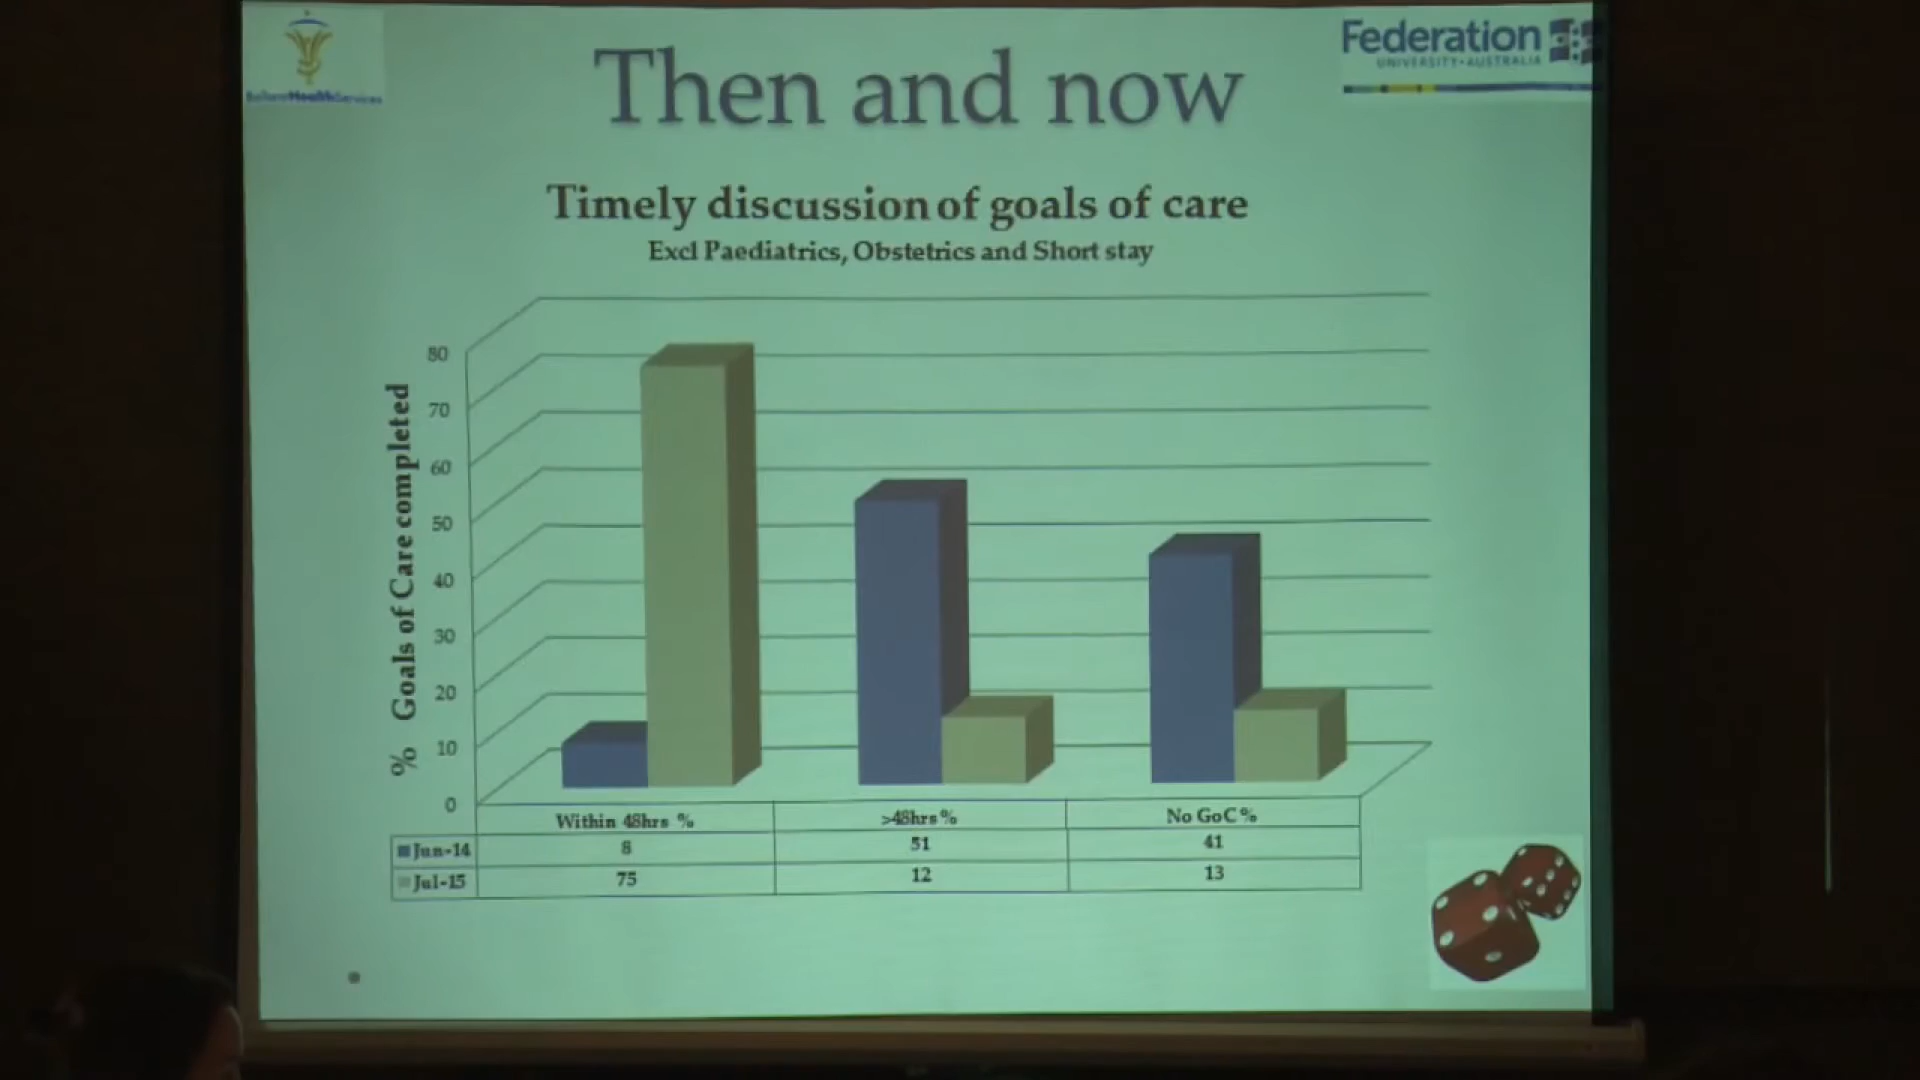 Federation
UNIVERSITY • AUSTRALIA
Then and now
Timely discussion of goals of care
Excl Paediatrics, Obstetrics and Short stay
% Goals of Care completed
80
70
60
50
40
30
20
10
0
Within 48hrs % >48hrs % No GoC %
Jun-14 8 51 41
Jul-15 75 12 13